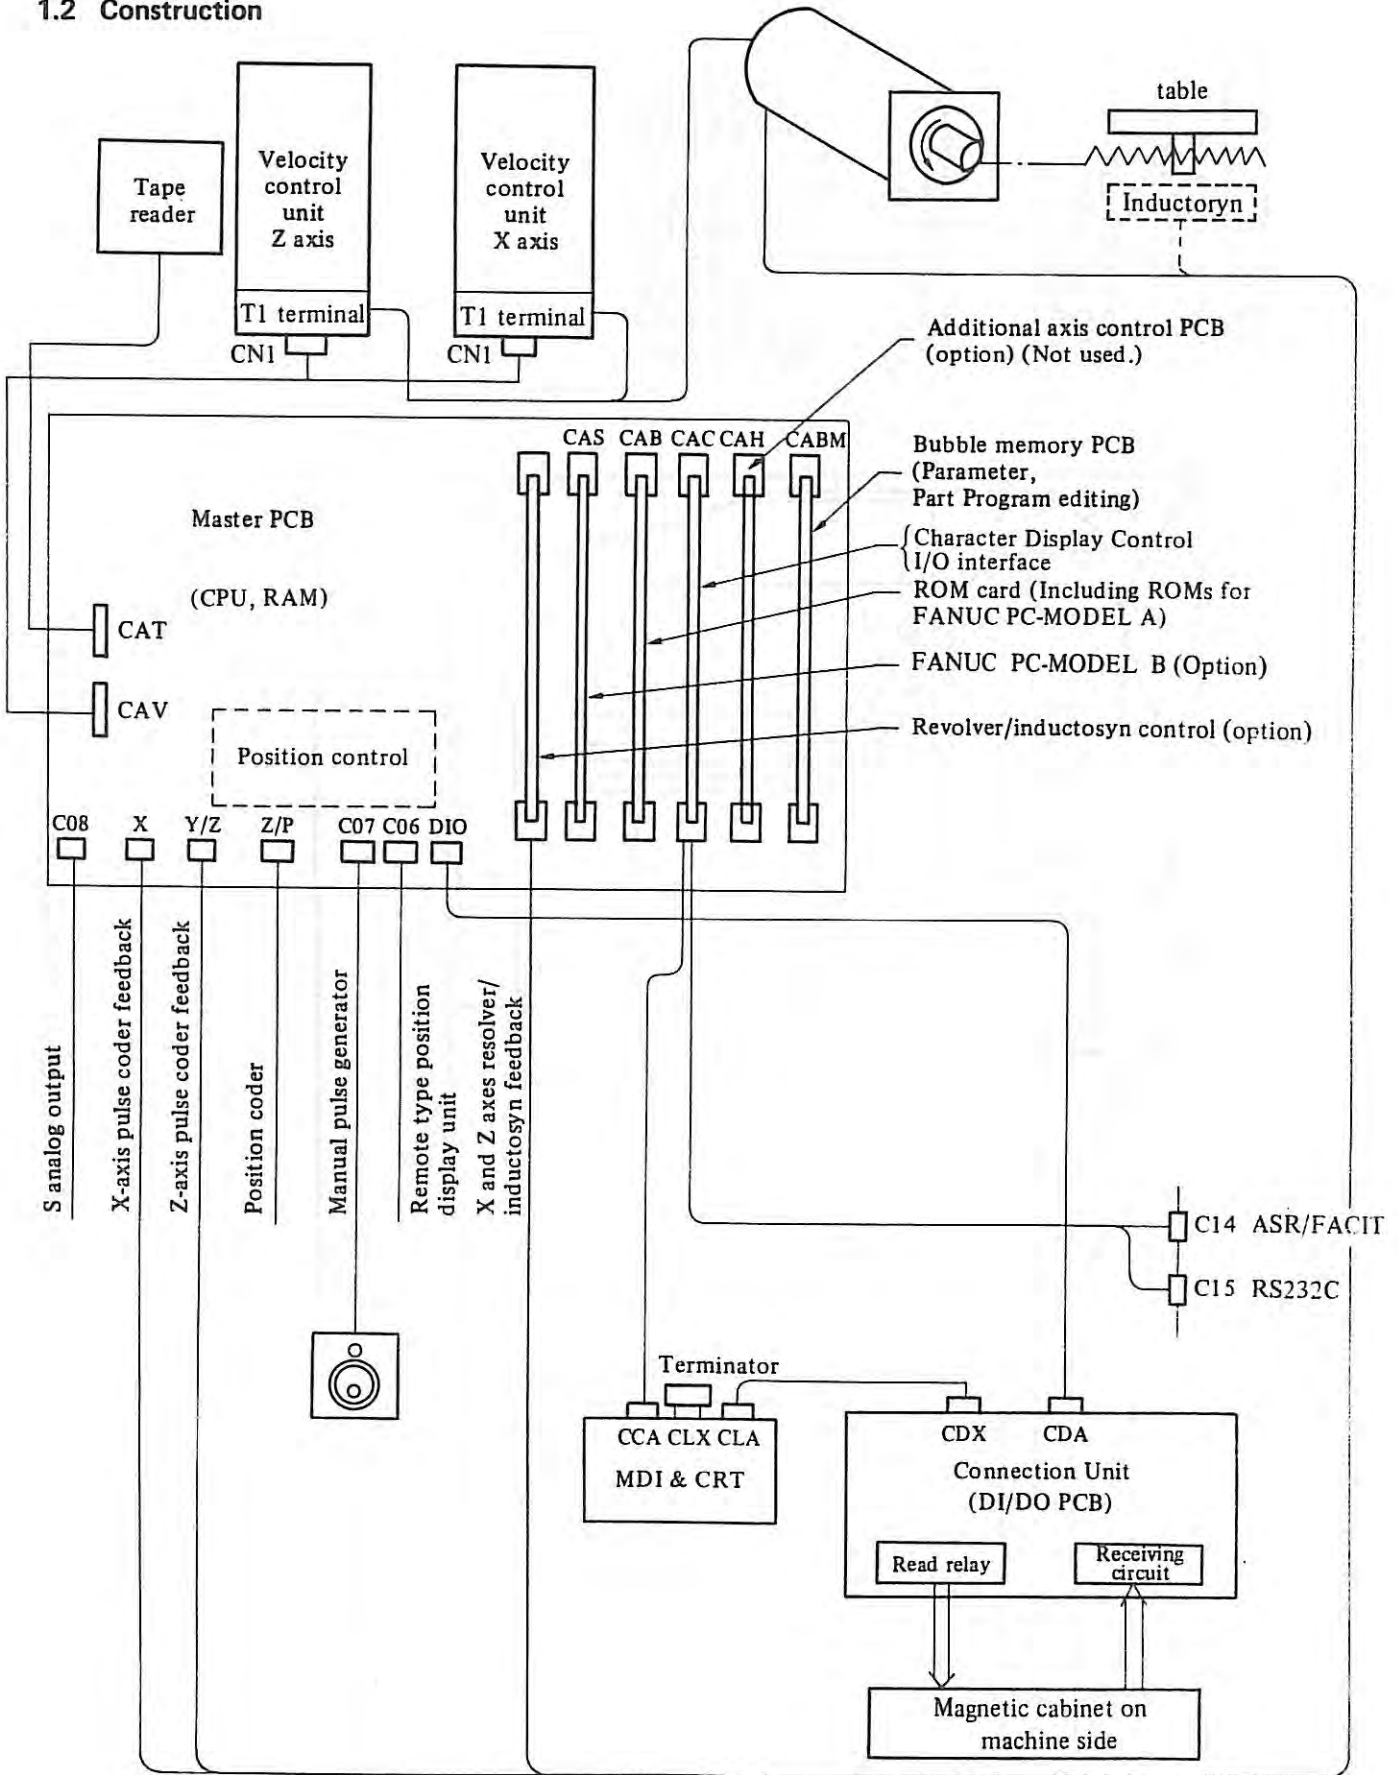 1.2 Construction
Tape
reader
Velocity
control
unit
Z axis
T1 terminal
CN1
Velocity
control
unit
X axis
T1 terminal
CN1
table
Inductoryn
Additional axis control PCB
(option) (Not used.)
Bubble memory PCB
(Parameter,
Part Program editing)
Character Display Control
I/O interface
ROM card (Including ROMs for
FANUC PC-MODEL A)
FANUC PC-MODEL B (Option)
Revolver/inductosyn control (option)
CAS CAB CAC CAH CABM
Master PCB
(CPU, RAM)
CAT
CAV
Position control
C08 X Y/Z Z/P C07 C06 DIO
S analog output
X-axis pulse coder feedback
Z-axis pulse coder feedback
Position coder
Manual pulse generator
Remote type position
display unit
X and Z axes resolver/
inductosyn feedback
C14 ASR/FACIT
C15 RS232C
Terminator
CCA CLX CLA
MDI & CRT
CDX CDA
Connection Unit
(DI/DO PCB)
Read relay
Receiving
circuit
Magnetic cabinet on
machine side